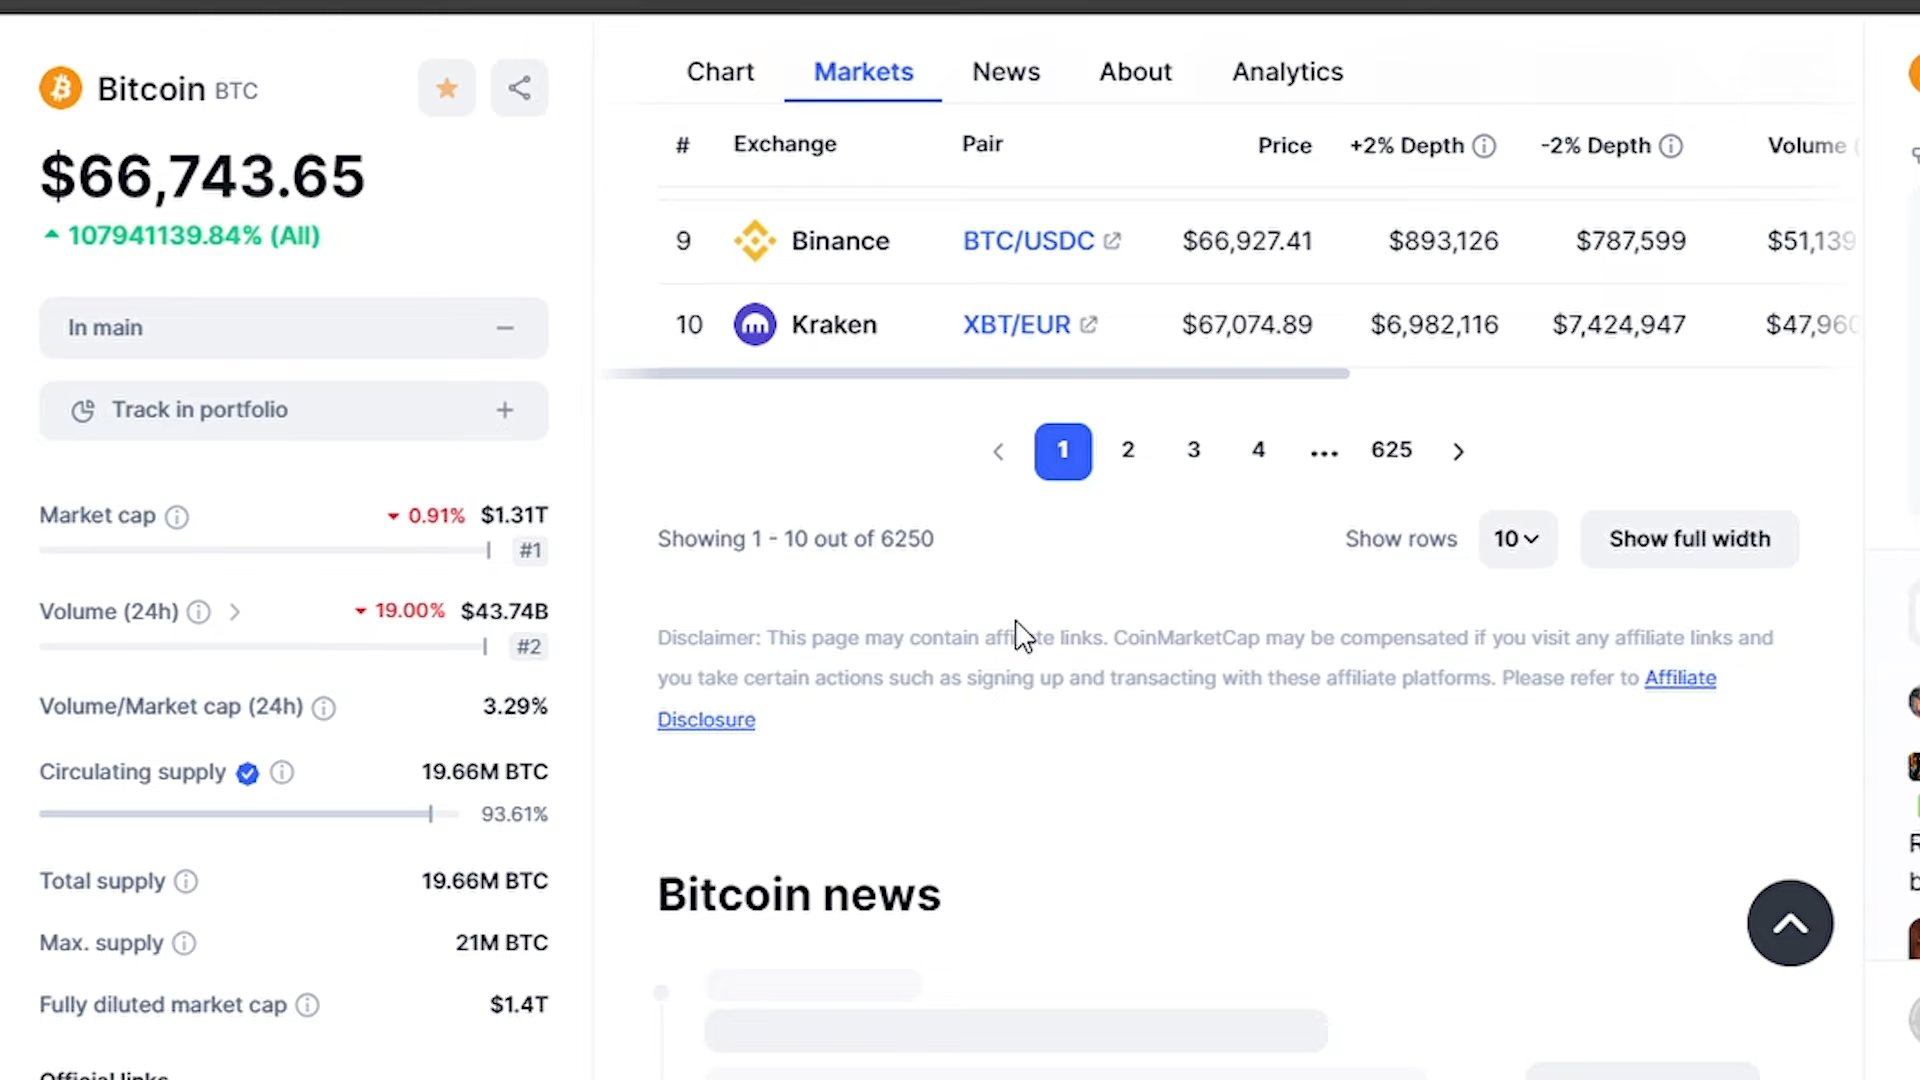 Bitcoin BTC
$66,743.65
107941139.84% (All)
In main
Track in portfolio
Market cap 0.91% $1.31T
#1
Volume (24h) 19.00% $43.74B
#2
Volume/Market cap (24h) 3.29%
Circulating supply 19.66M BTC
93.61%
Total supply 19.66M BTC
Max. supply 21M BTC
Fully diluted market cap $1.4T
Official links
Chart Markets News About Analytics
# Exchange Pair Price +2% Depth -2% Depth Volume
9 Binance BTC/USDC $66,927.41 $893,126 $787,599 $51,139
10 Kraken XBT/EUR $67,074.89 $6,982,116 $7,424,947 $47,960
1 2 3 4 ... 625
Showing 1 - 10 out of 6250 Show rows 10 Show full width
Disclaimer: This page may contain affiliate links. CoinMarketCap may be compensated if you visit any affiliate links and
you take certain actions such as signing up and transacting with these affiliate platforms. Please refer to Affiliate
Disclosure
Bitcoin news